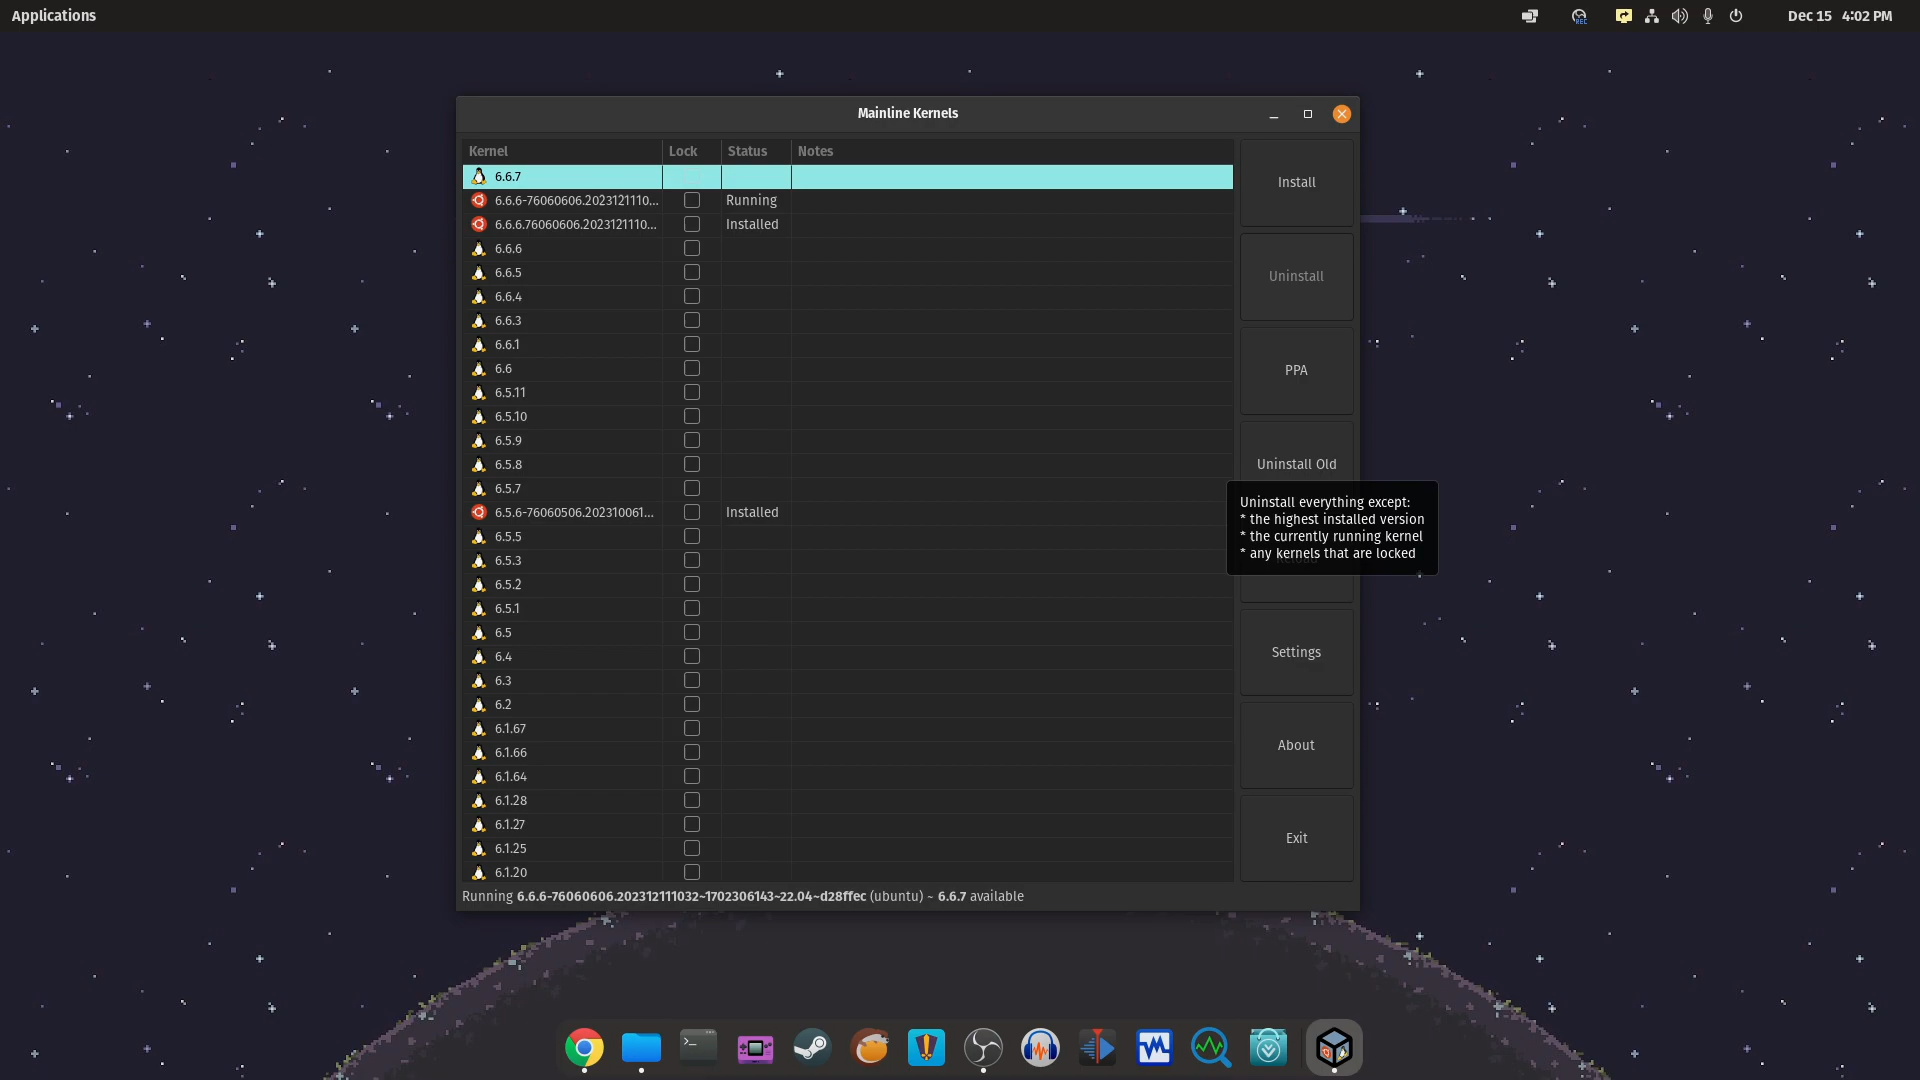 Applications
REC
Dec 15 4:02 PM
Mainline Kernels
Kernel Lock Status Notes
6.6.7
6.6.6-76060606.2023121110... Running
6.6.6.76060606.2023121110... Installed
6.6.6
6.6.5
6.6.4
6.6.3
6.6.1
6.6
6.5.11
6.5.10
6.5.9
6.5.8
6.5.7
6.5.6-76060506.202310061... Installed
6.5.5
6.5.3
6.5.2
6.5.1
6.5
6.4
6.3
6.2
6.1.67
6.1.66
6.1.64
6.1.28
6.1.27
6.1.25
6.1.20
Install
Uninstall
PPA
Uninstall Old
Uninstall everything except:
* the highest installed version
* the currently running kernel
* any kernels that are locked
Reload
Settings
About
Exit
Running 6.6.6-76060606.202312111032~1702306143~22.04~d28ffec (ubuntu) ~ 6.6.7 available